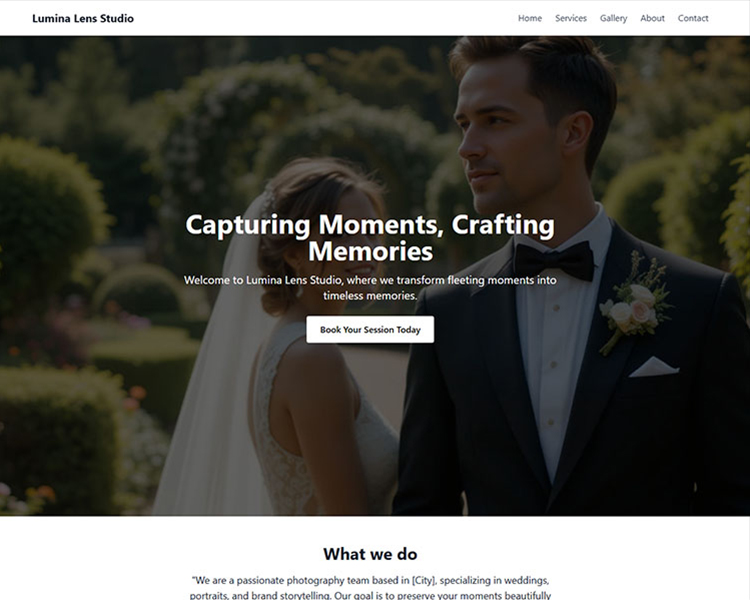 Lumina Lens Studio
Home Services Gallery About Contact
Capturing Moments, Crafting
Memories
Welcome to Lumina Lens Studio, where we transform fleeting moments into
timeless memories.
Book Your Session Today
What we do
"We are a passionate photography team based in [City], specializing in weddings,
portraits, and brand storytelling. Our goal is to preserve your moments beautifully